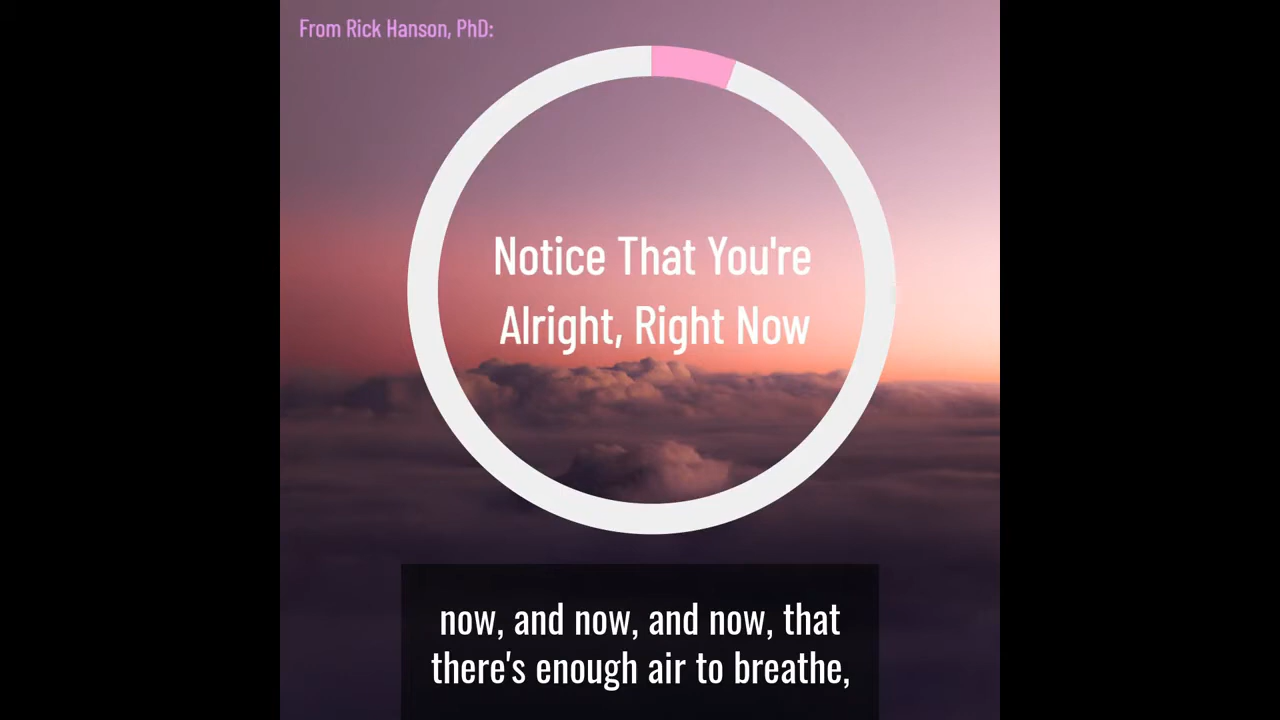 From Rick Hanson, PhD:
Notice That You're
Alright, Right Now
now, and now, and now, that
there's enough air to breathe,